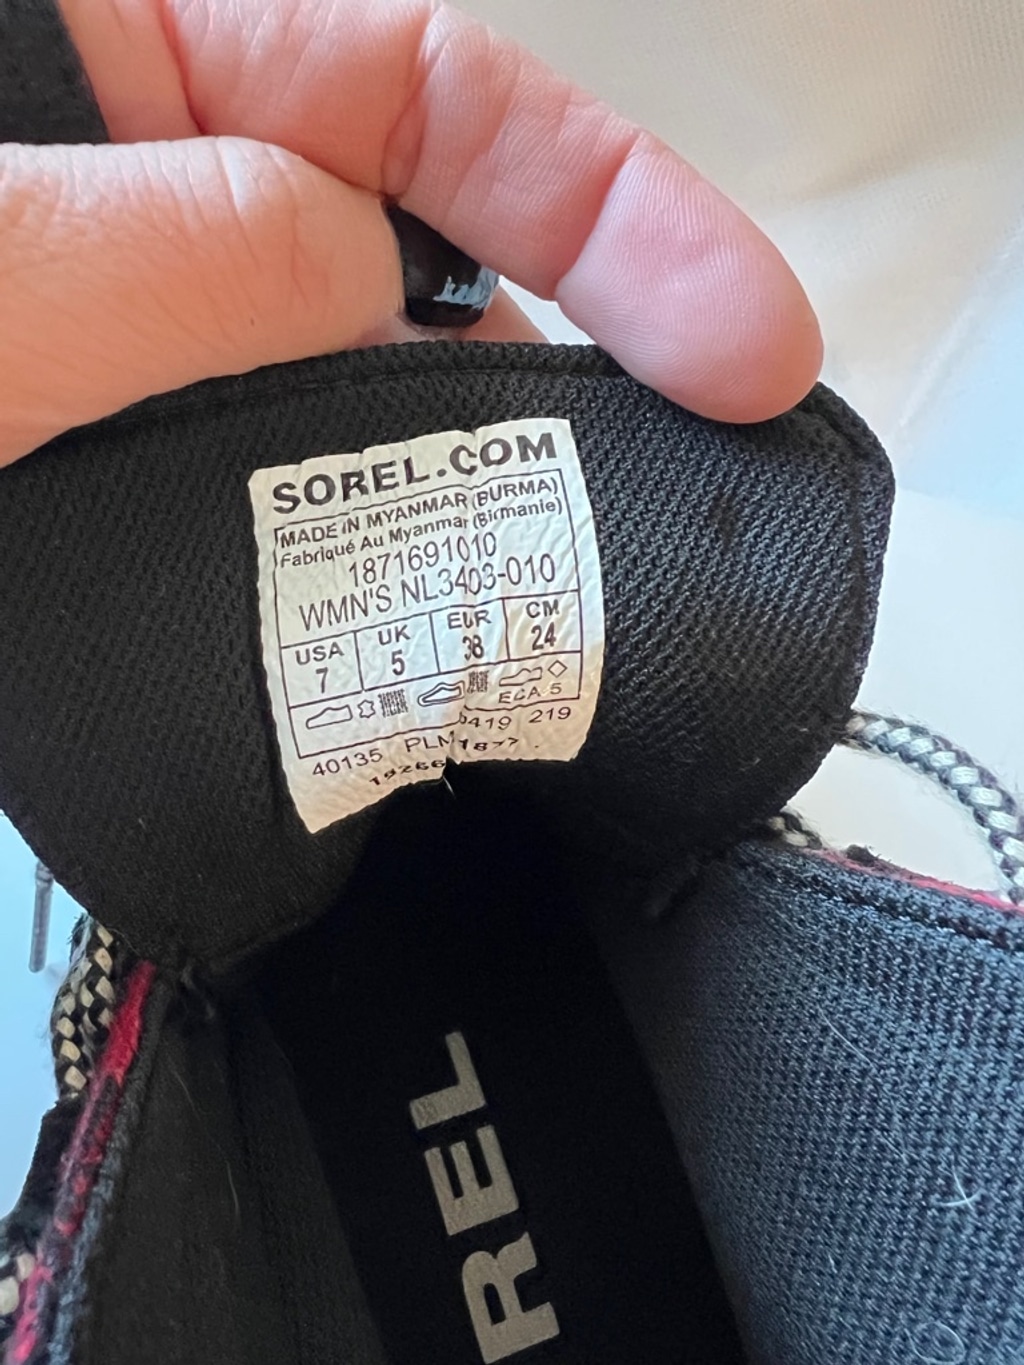 SOREL.COM
MADE IN MYANMAR (BURMA)
Fabriqué Au Myanmar (Birmanie)
1871691010
WMN'S NL3403-010
USA UK EUR CM
7 5 38 24
ECA 5
40135 PLM 0419 219
REL